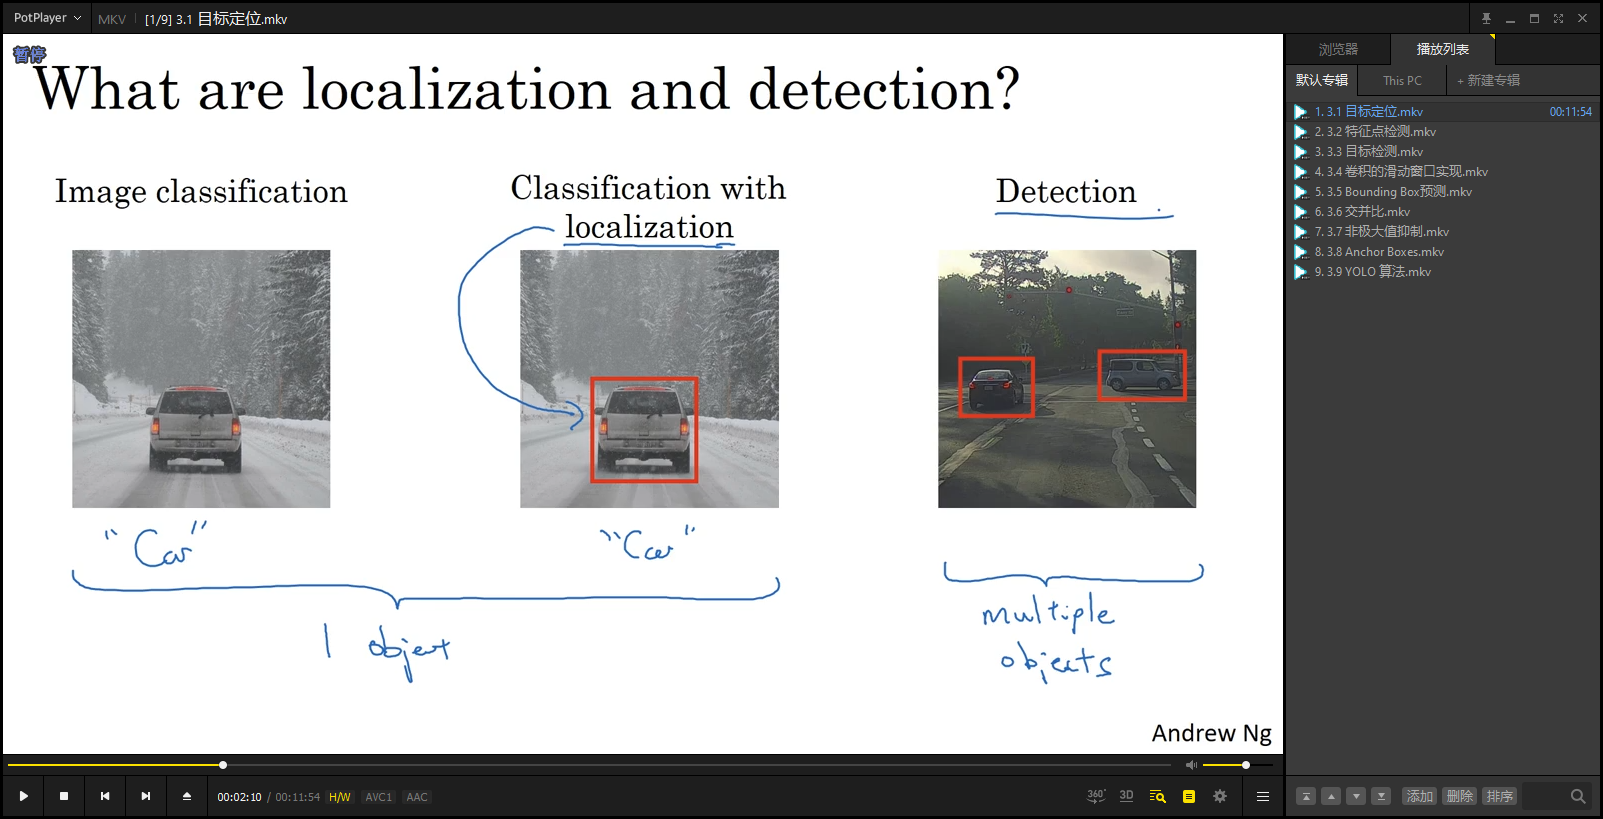 PotPlayer
MKV
[1/9] 3.1 目标定位.mkv
暂停
What are localization and detection?
Image classification
Classification with
localization
Detection
"Car"
"Car"
1 object
multiple
objects
Andrew Ng
00:02:10 / 00:11:54 H/W AVC1 AAC
360°
3D
浏览器
播放列表
默认专辑
This PC
+ 新建专辑
1. 3.1 目标定位.mkv 00:11:54
2. 3.2 特征点检测.mkv
3. 3.3 目标检测.mkv
4. 3.4 卷积的滑动窗口实现.mkv
5. 3.5 Bounding Box预测.mkv
6. 3.6 交并比.mkv
7. 3.7 非极大值抑制.mkv
8. 3.8 Anchor Boxes.mkv
9. 3.9 YOLO 算法.mkv
添加 删除 排序